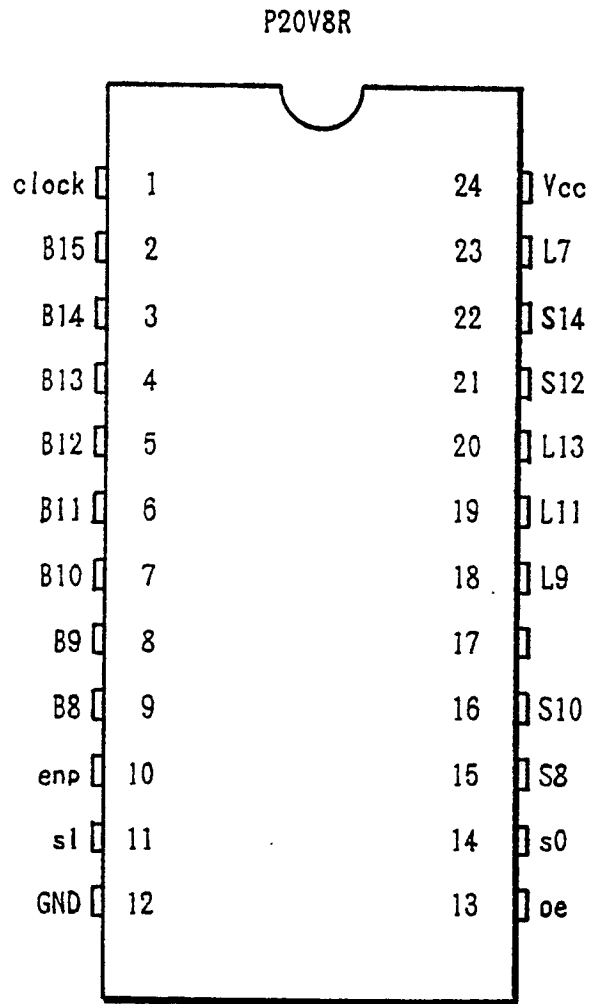 P20V8R
clock 1 24 Vcc
B15 2 23 L7
B14 3 22 S14
B13 4 21 S12
B12 5 20 L13
B11 6 19 L11
B10 7 18 L9
B9 8 17
B8 9 16 S10
enp 10 15 S8
s1 11 14 s0
GND 12 13 oe